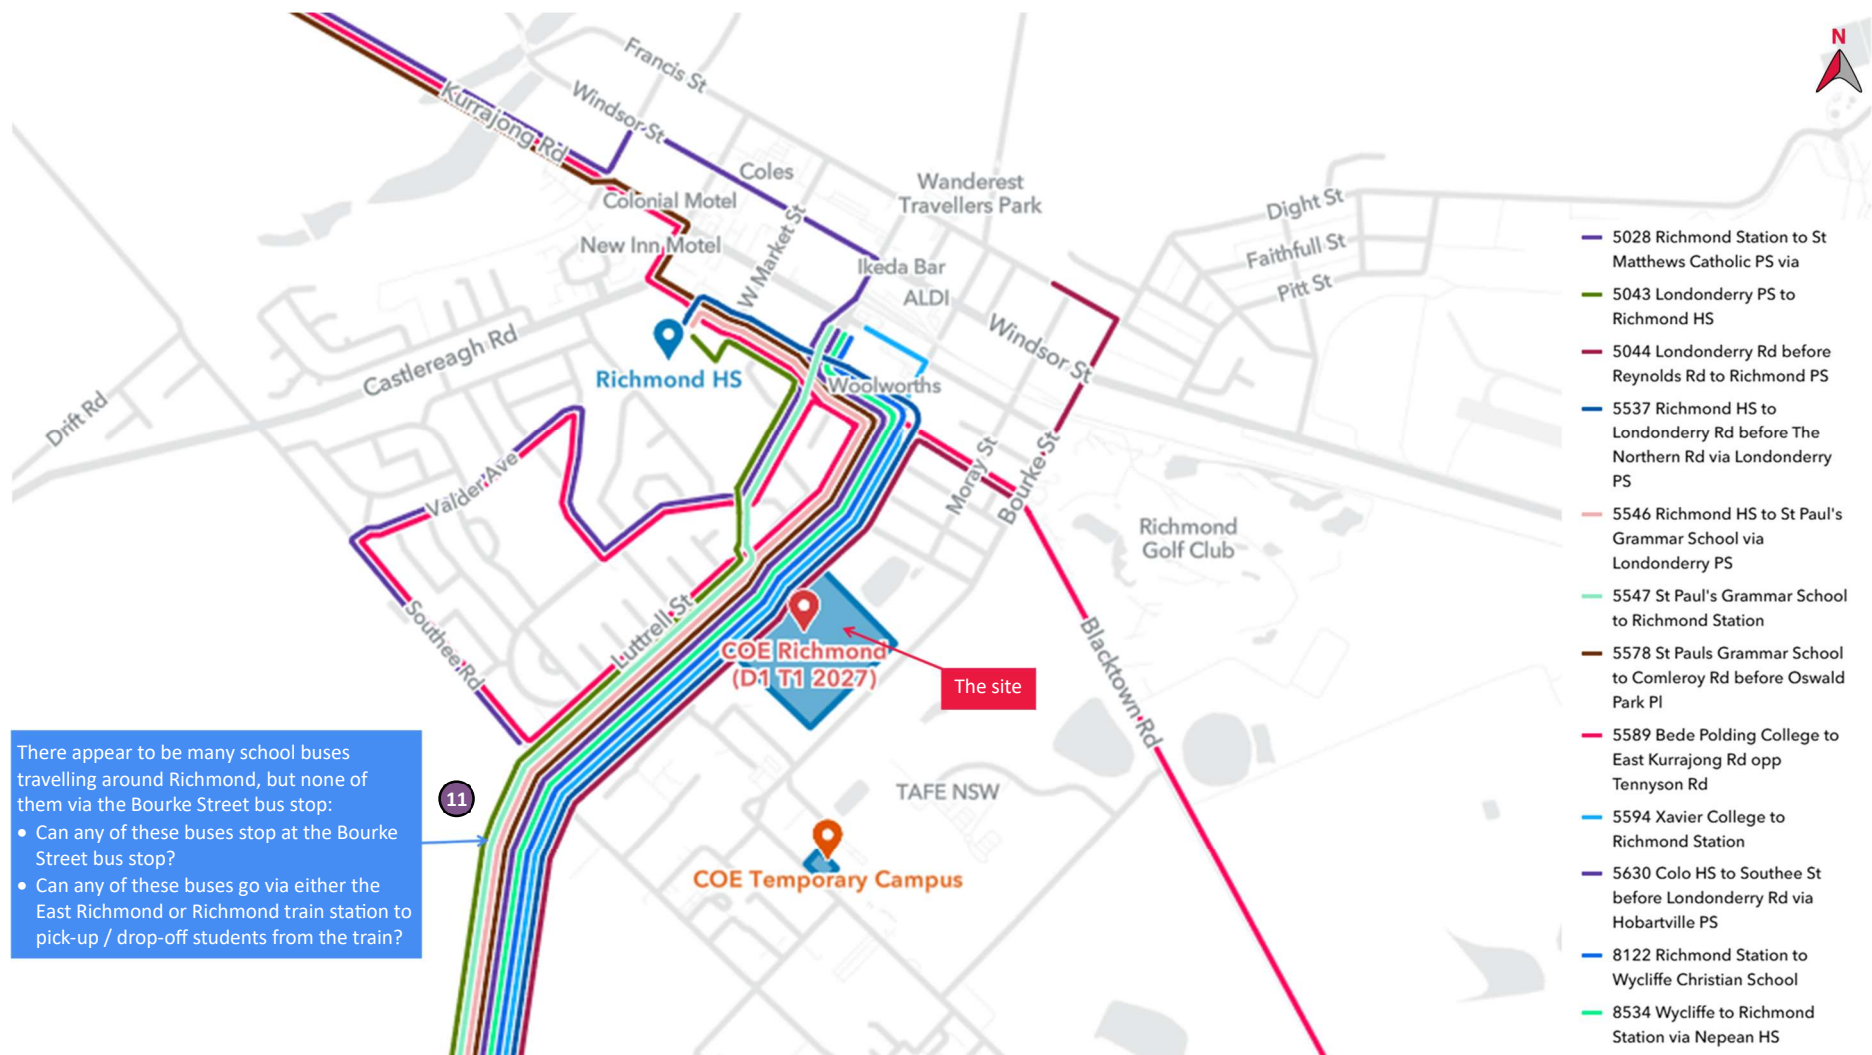 N
Francis St
Windsor St
Kurrajong Rd
Coles
Wanderest
Travellers Park
Colonial Motel
W Market St
New Inn Motel
Ikeda Bar
ALDI
Dight St
Faithfull St
Pitt St
Windsor St
Castlereagh Rd
Richmond HS
Woolworths
Drift Rd
Moray St
Bourke St
Valder Ave
Richmond
Golf Club
Southee Rd
Luttrell St
COE Richmond
(D1 T1 2027)
The site
Blacktown Rd
TAFE NSW
COE Temporary Campus
There appear to be many school buses
travelling around Richmond, but none of
them via the Bourke Street bus stop:
• Can any of these buses stop at the Bourke
Street bus stop?
• Can any of these buses go via either the
East Richmond or Richmond train station to
pick-up / drop-off students from the train?
11
5028 Richmond Station to St
Matthews Catholic PS via
5043 Londonderry PS to
Richmond HS
5044 Londonderry Rd before
Reynolds Rd to Richmond PS
5537 Richmond HS to
Londonderry Rd before The
Northern Rd via Londonderry
PS
5546 Richmond HS to St Paul's
Grammar School via
Londonderry PS
5547 St Paul's Grammar School
to Richmond Station
5578 St Pauls Grammar School
to Comleroy Rd before Oswald
Park Pl
5589 Bede Polding College to
East Kurrajong Rd opp
Tennyson Rd
5594 Xavier College to
Richmond Station
5630 Colo HS to Southee St
before Londonderry Rd via
Hobartville PS
8122 Richmond Station to
Wycliffe Christian School
8534 Wycliffe to Richmond
Station via Nepean HS